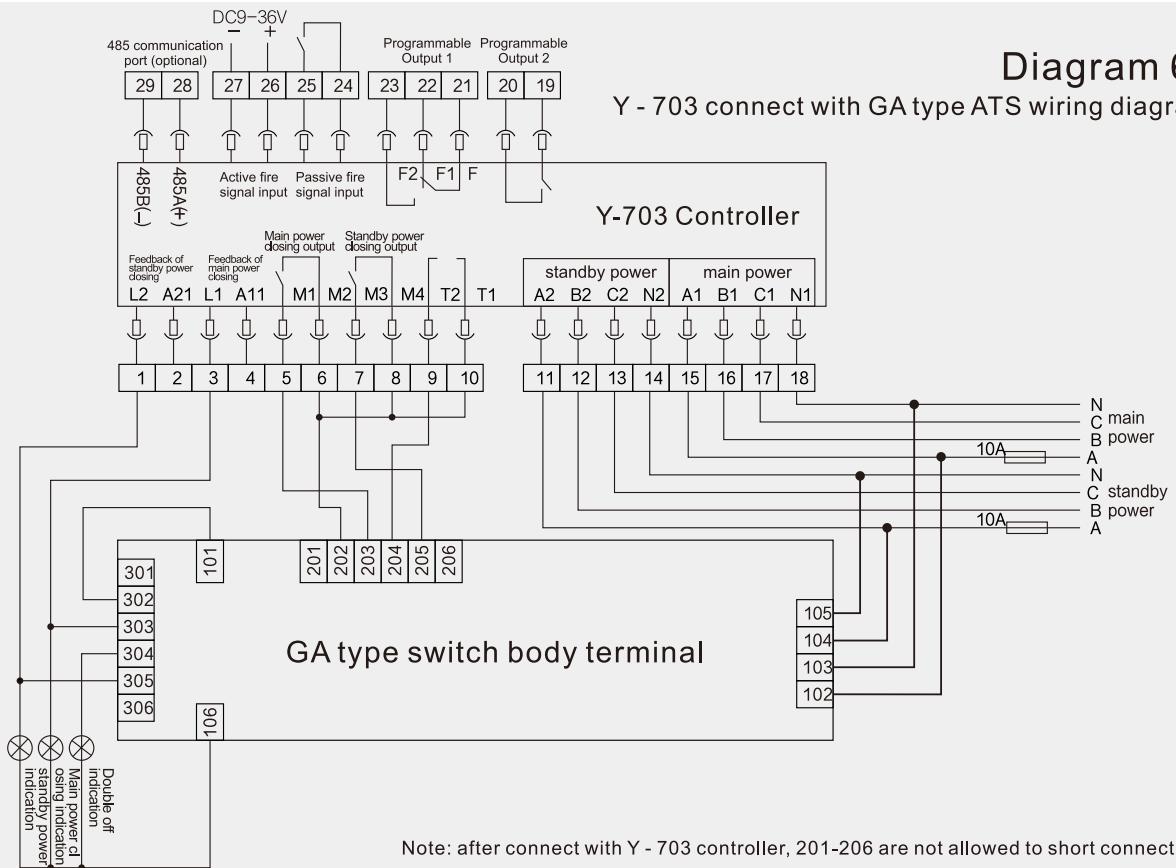 DC9-36V
− +
485 communication
port (optional)
Programmable
Output 1
Programmable
Output 2
Diagram 6
Y - 703 connect with GA type ATS wiring diagra
29 28 27 26 25 24 23 22 21 20 19
485B(−) 485A(+)
Active fire
signal input
Passive fire
signal input
F2 F1 F
Y-703 Controller
Main power
closing output
Standby power
closing output
Feedback of
standby power
closing
Feedback of
main power
closing
standby power main power
L2 A21 L1 A11 M1 M2 M3 M4 T2 T1 A2 B2 C2 N2 A1 B1 C1 N1
1 2 3 4 5 6 7 8 9 10 11 12 13 14 15 16 17 18
N
C main
B power
10A A
N
C standby
B power
10A A
101 201 202 203 204 205 206
301
302
303
304
305
306
GA type switch body terminal
105
104
103
102
106
Double off
indication
Main power cl
osing indication
standby power
indication
Note: after connect with Y - 703 controller, 201-206 are not allowed to short connect